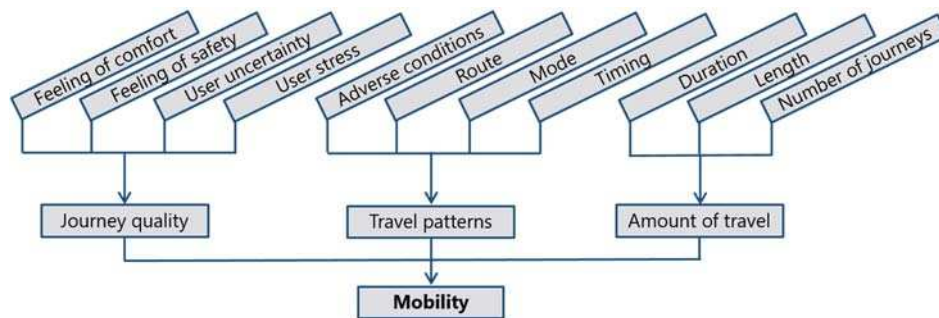 Feeling of comfort
Feeling of safety
User uncertainty
User stress
Adverse conditions
Route
Mode
Timing
Duration
Length
Number of journeys
Journey quality
Travel patterns
Amount of travel
Mobility